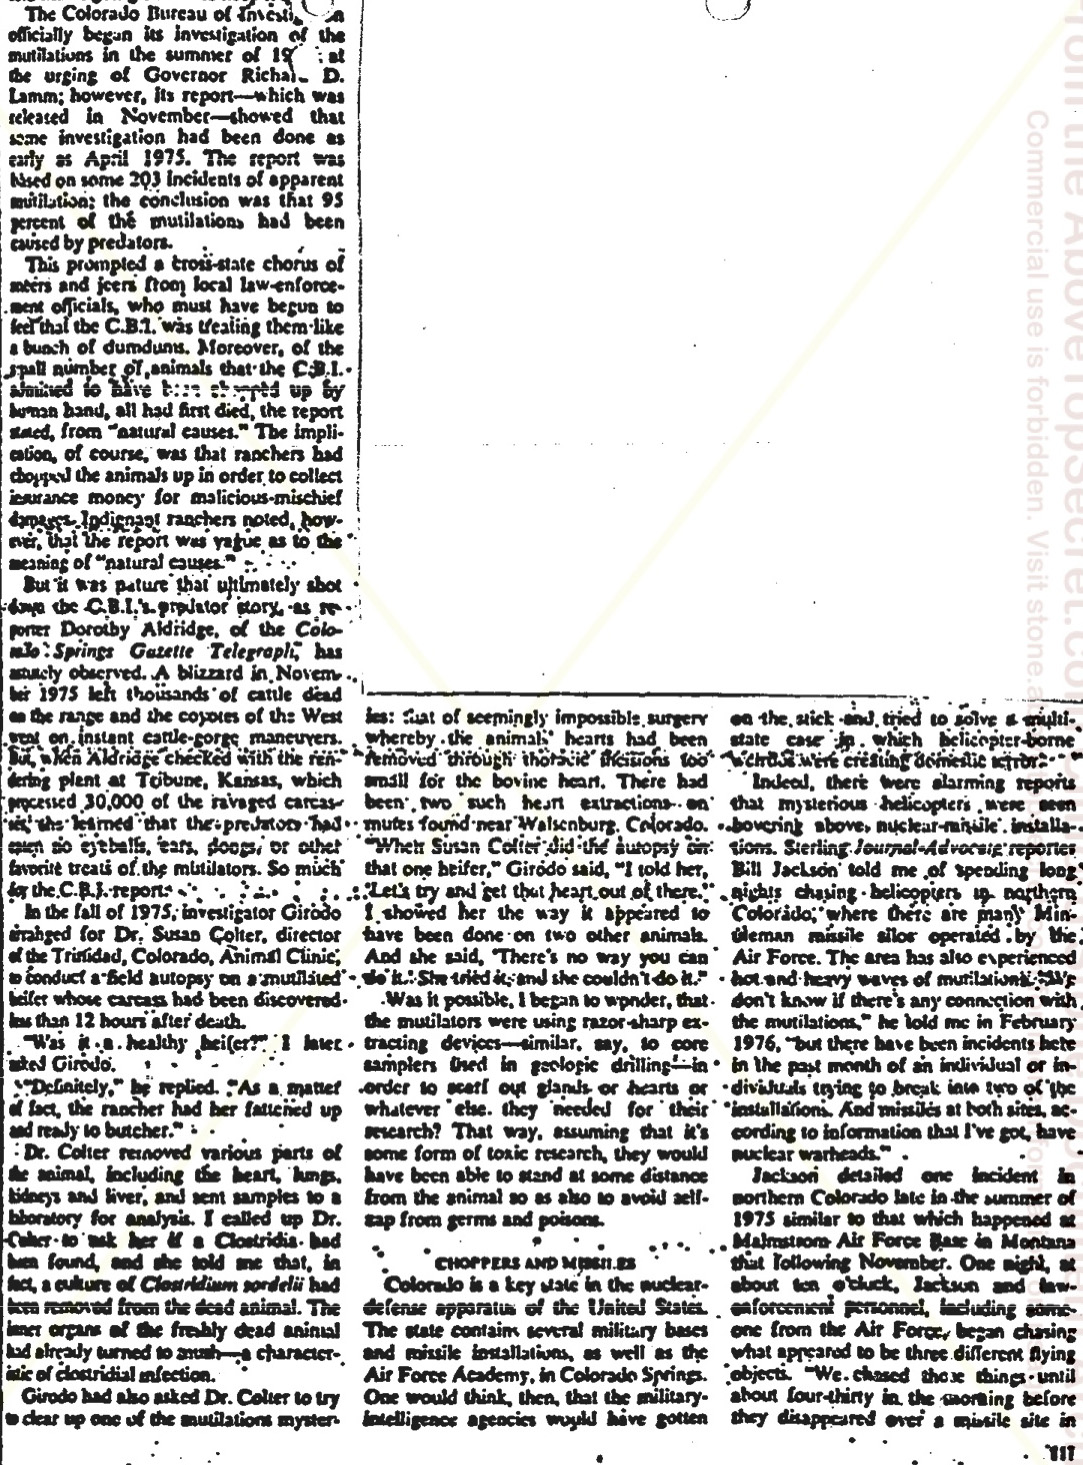 The Colorado Bureau of
officially begun its investigation of the
mutilations in the summer of 19 at
the urging of Governor Richa D.
Lamm; however, its report—which was
released in November—showed that
some investigation had been done as
early as April 1975. The report was
based on some 203 incidents of apparent
mutilation; the conclusion was that 95
percent of the mutilations had been
caused by predators.
This prompted a cross-state chorus of
sneers and jeers from local law-enforce-
ment officials, who must have begun to
feel that the C.B.I. was treating them like
a bunch of dumdums. Moreover, of the
small number of animals that the C.B.I.
admitted to have been chopped up by
human hand, all had first died, the report
stated, from "natural causes." The impli-
cation, of course, was that ranchers had
chopped the animals up in order to collect
insurance money for malicious-mischief
damages. Indignant ranchers noted, how-
ever, that the report was vague as to the
meaning of "natural causes."
But it was nature that ultimately shot
down the C.B.I.'s predator story, as re-
porter Dorothy Aldridge, of the Colo-
rado Springs Gazette Telegraph, has
astutely observed. A blizzard in Novem-
ber 1975 left thousands of cattle dead
on the range and the coyotes of the West
went on instant cattle-gorge maneuvers.
But, when Aldridge checked with the ren-
dering plant at Tribune, Kansas, which
processed 30,000 of the ravaged carcas-
ses, she learned that the predators had
eaten no eyeballs, ears, dongs, or other
favorite treats of the mutilators. So much
for the C.B.I. report.
In the fall of 1975, investigator Girodo
arranged for Dr. Susan Colter, director
of the Trinidad, Colorado, Animal Clinic,
to conduct a field autopsy on a mutilated
heifer whose carcass had been discovered
less than 12 hours after death.
"Was it a healthy heifer?" I later
asked Girodo.
"Definitely," he replied. "As a matter
of fact, the rancher had her fattened up
and ready to butcher."
Dr. Colter removed various parts of
the animal, including the heart, lungs,
kidneys and liver, and sent samples to a
laboratory for analysis. I called up Dr.
Colter to ask her if a Clostridia had
been found, and she told me that, in
fact, a culture of Clostridium sordelii had
been removed from the dead animal. The
inner organs of the freshly dead animal
had already turned to mush—a character-
istic of clostridial infection.
Girodo had also asked Dr. Colter to try
to clear up one of the mutilations myster-
ies: that of seemingly impossible surgery
whereby the animals' hearts had been
removed through thoracic incisions too
small for the bovine heart. There had
been two such heart extractions on
mutes found near Walsenburg, Colorado.
"When Susan Colter did the autopsy on
that one heifer," Girodo said, "I told her,
'Let's try and get that heart out of there.'
I showed her the way it appeared to
have been done on two other animals.
And she said, 'There's no way you can
do it.' She tried it, and she couldn't do it."
Was it possible, I began to wonder, that
the mutilators were using razor-sharp ex-
tracting devices—similar, say, to core
samplers used in geologic drilling—in
order to scarf out glands or hearts or
whatever else they needed for their
research? That way, assuming that it's
some form of toxic research, they would
have been able to stand at some distance
from the animal so as also to avoid self-
zap from germs and poisons.
CHOPPERS AND MISSILES
Colorado is a key state in the nuclear-
defense apparatus of the United States.
The state contains several military bases
and missile installations, as well as the
Air Force Academy, in Colorado Springs.
One would think, then, that the military-
intelligence agencies would have gotten
on the stick and tried to solve a multi-
state case in which helicopter-borne
weirdos were creating domestic terror.
Indeed, there were alarming reports
that mysterious helicopters were seen
hovering above nuclear-missile installa-
tions. Sterling Journal-Advocate reporter
Bill Jackson told me of spending long
nights chasing helicopters in northern
Colorado, where there are many Min-
uteman missile silos operated by the
Air Force. The area has also experienced
hot and heavy waves of mutilations. "We
don't know if there's any connection with
the mutilations," he told me in February
1976, "but there have been incidents here
in the past month of an individual or in-
dividuals trying to break into two of the
installations. And missiles at both sites, ac-
cording to information that I've got, have
nuclear warheads."
Jackson detailed one incident in
northern Colorado late in the summer of
1975 similar to that which happened at
Malmstrom Air Force Base in Montana
that following November. One night, at
about ten o'clock, Jackson and law-
enforcement personnel, including some-
one from the Air Force, began chasing
what appeared to be three different flying
objects. "We chased those things until
about four-thirty in the morning before
they disappeared over a missile site in
111
Commercial use is forbidden. Visit stone.a
from the AboveTopSecret.com